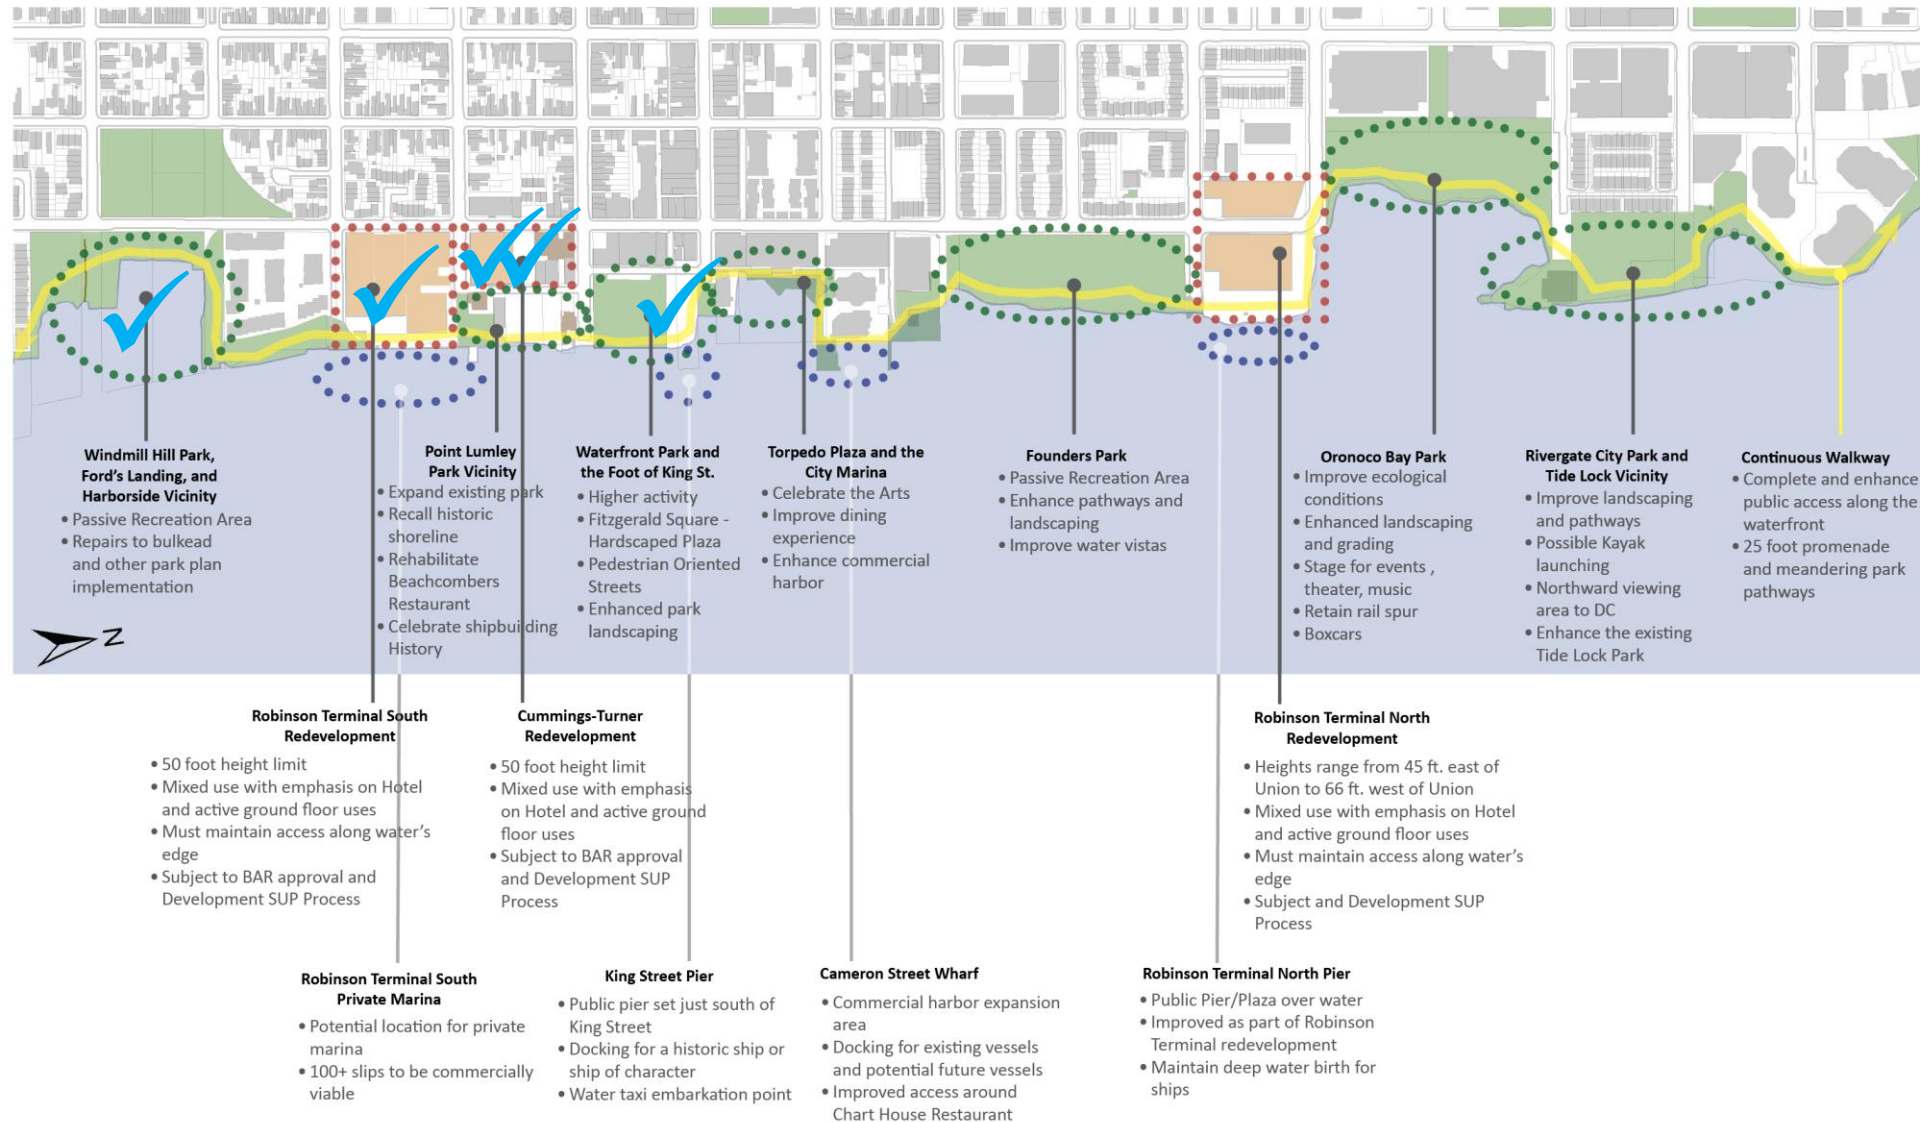 Windmill Hill Park,
Ford's Landing, and
Harborside Vicinity
• Passive Recreation Area
• Repairs to bulkead
and other park plan
implementation
Point Lumley
Park Vicinity
• Expand existing park
• Recall historic
shoreline
• Rehabilitate
Beachcombers
Restaurant
• Celebrate shipbuilding
History
Waterfront Park and
the Foot of King St.
• Higher activity
• Fitzgerald Square -
Hardscaped Plaza
• Pedestrian Oriented
Streets
• Enhanced park
landscaping
Torpedo Plaza and the
City Marina
• Celebrate the Arts
• Improve dining
experience
• Enhance commercial
harbor
Founders Park
• Passive Recreation Area
• Enhance pathways and
landscaping
• Improve water vistas
Oronoco Bay Park
• Improve ecological
conditions
• Enhanced landscaping
and grading
• Stage for events ,
theater, music
• Retain rail spur
• Boxcars
Rivergate City Park and
Tide Lock Vicinity
• Improve landscaping
and pathways
• Possible Kayak
launching
• Northward viewing
area to DC
• Enhance the existing
Tide Lock Park
Continuous Walkway
• Complete and enhance
public access along the
waterfront
• 25 foot promenade
and meandering park
pathways
N
Robinson Terminal South
Redevelopment
• 50 foot height limit
• Mixed use with emphasis on Hotel
and active ground floor uses
• Must maintain access along water's
edge
• Subject to BAR approval and
Development SUP Process
Cummings-Turner
Redevelopment
• 50 foot height limit
• Mixed use with emphasis
on Hotel and active ground
floor uses
• Subject to BAR approval
and Development SUP
Process
Robinson Terminal North
Redevelopment
• Heights range from 45 ft. east of
Union to 66 ft. west of Union
• Mixed use with emphasis on Hotel
and active ground floor uses
• Must maintain access along water's
edge
• Subject and Development SUP
Process
Robinson Terminal South
Private Marina
• Potential location for private
marina
• 100+ slips to be commercially
viable
King Street Pier
• Public pier set just south of
King Street
• Docking for a historic ship or
ship of character
• Water taxi embarkation point
Cameron Street Wharf
• Commercial harbor expansion
area
• Docking for existing vessels
and potential future vessels
• Improved access around
Chart House Restaurant
Robinson Terminal North Pier
• Public Pier/Plaza over water
• Improved as part of Robinson
Terminal redevelopment
• Maintain deep water birth for
ships